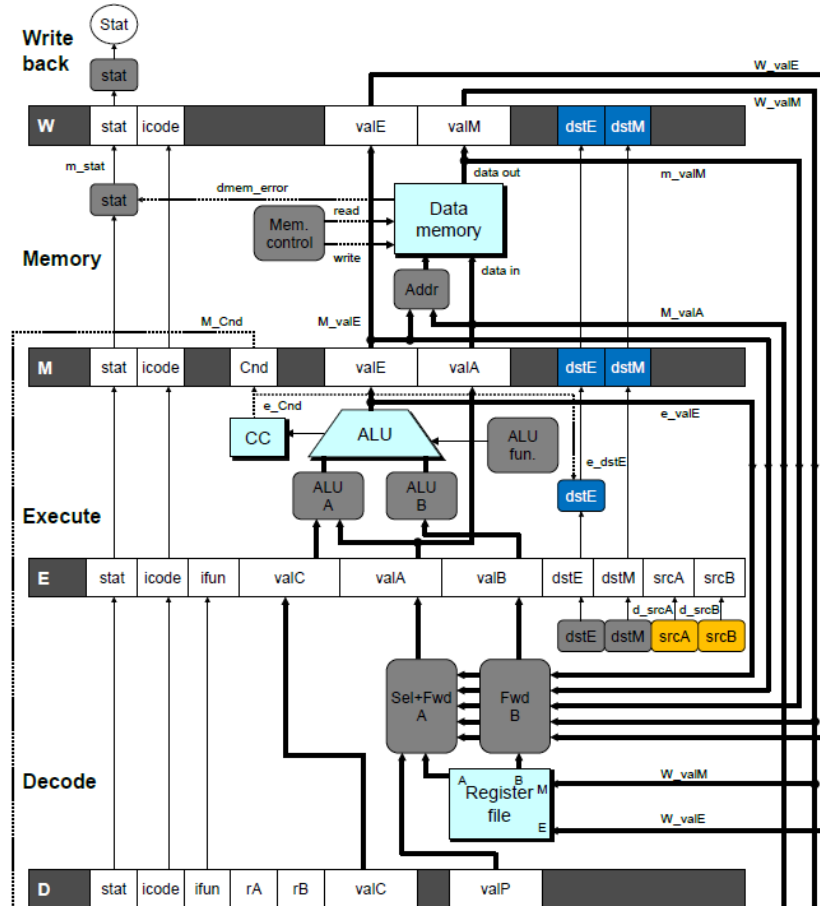 Stat
Write
back
stat
W_valE
W_valM
W
stat
icode
valE
valM
dstE
dstM
m_stat
data out
m_valM
dmem_error
stat
read
Mem.
control
Data
memory
write
Memory
data in
Addr
M_Cnd
M_valE
M_valA
M
stat
icode
Cnd
valE
valA
dstE
dstM
e_Cnd
e_valE
CC
ALU
ALU
fun.
e_dstE
ALU
A
ALU
B
dstE
Execute
E
stat
icode
ifun
valC
valA
valB
dstE
dstM
srcA
srcB
d_srcA
d_srcB
dstE
dstM
srcA
srcB
Sel+Fwd
A
Fwd
B
Decode
A
B
W_valM
Register
file
M
E
W_valE
D
stat
icode
ifun
rA
rB
valC
valP